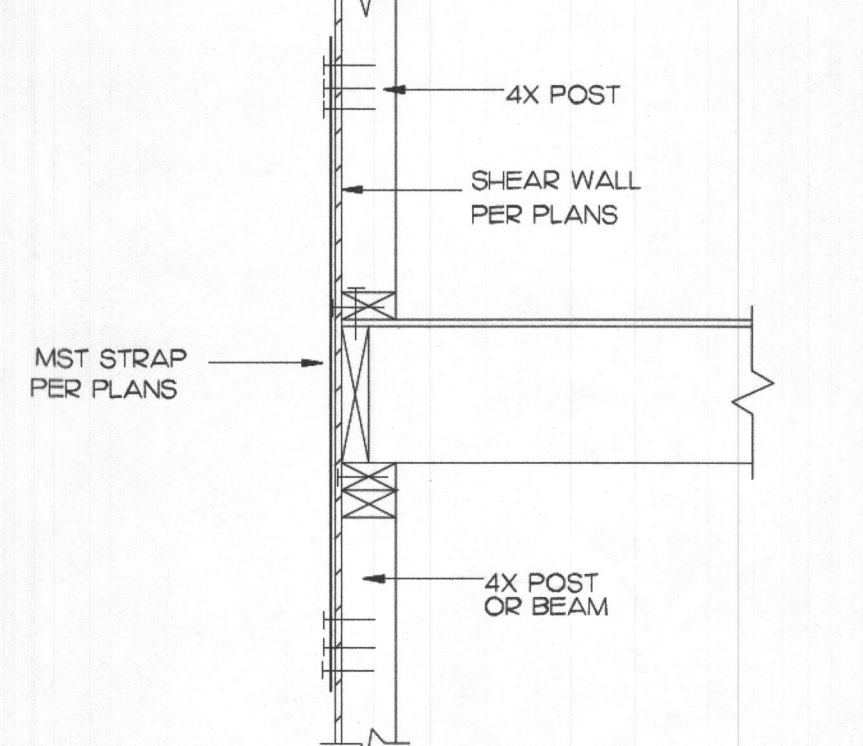 4X POST
SHEAR WALL
PER PLANS
MST STRAP
PER PLANS
4X POST
OR BEAM